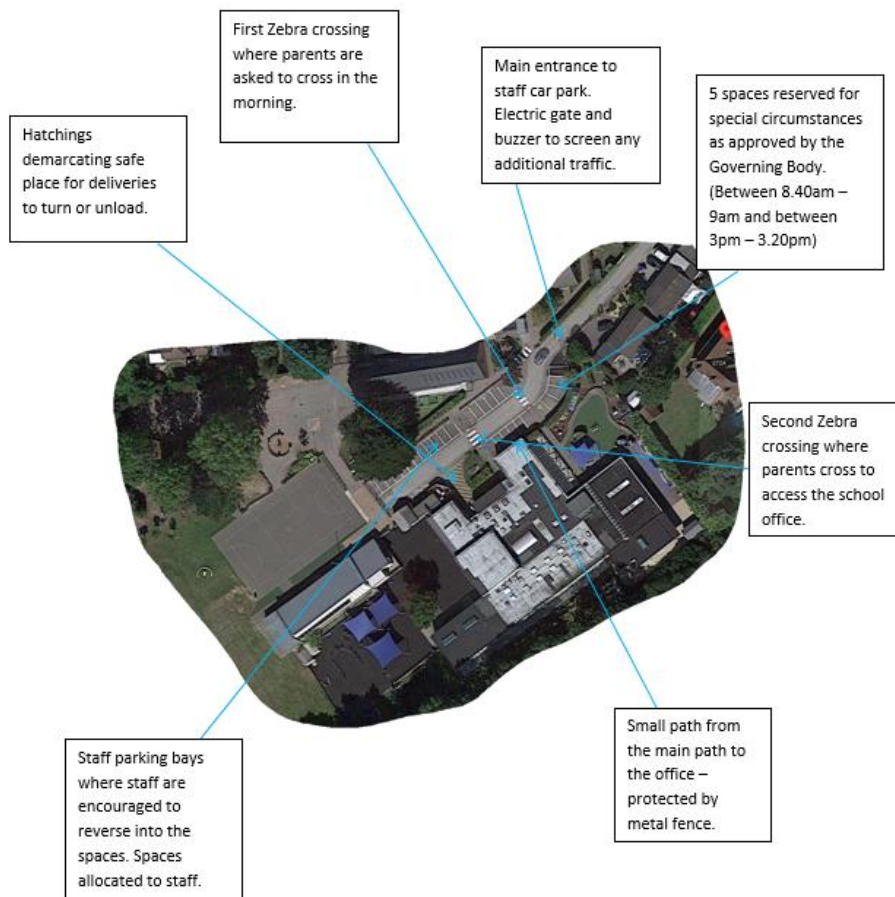 First Zebra crossing
where parents are
asked to cross in the
morning.
Main entrance to
staff car park.
Electric gate and
buzzer to screen any
additional traffic.
5 spaces reserved for
special circumstances
as approved by the
Governing Body.
(Between 8.40am –
9am and between
3pm – 3.20pm)
Hatchings
demarcating safe
place for deliveries
to turn or unload.
Second Zebra
crossing where
parents cross to
access the school
office.
Small path from
the main path to
the office –
protected by
metal fence.
Staff parking bays
where staff are
encouraged to
reverse into the
spaces. Spaces
allocated to staff.